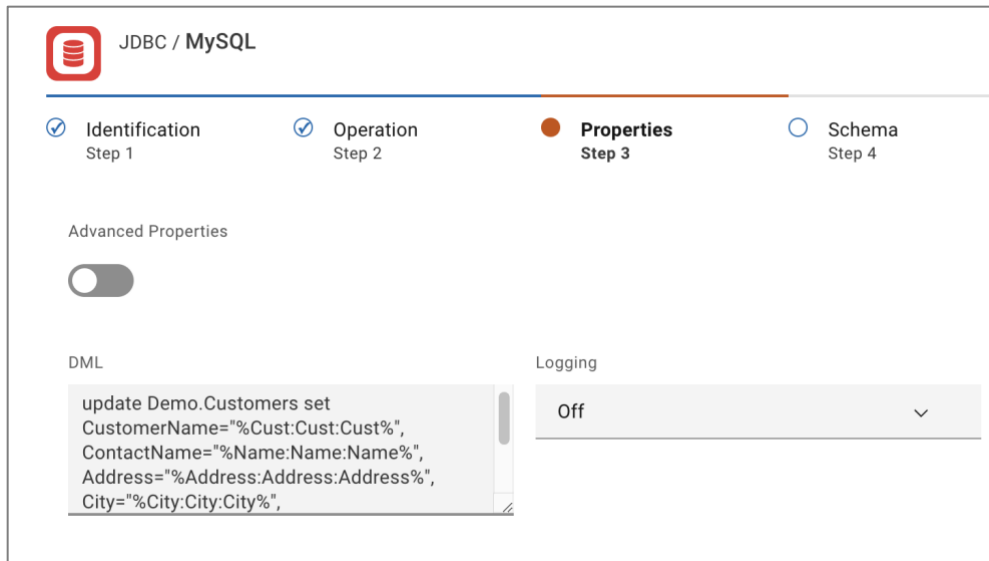 JDBC / MySQL
Identification
Step 1
Operation
Step 2
Properties
Step 3
Schema
Step 4
Advanced Properties
DML
update Demo.Customers set
CustomerName="%Cust:Cust:Cust%",
ContactName="%Name:Name:Name%",
Address="%Address:Address:Address%",
City="%City:City:City%",
Logging
Off